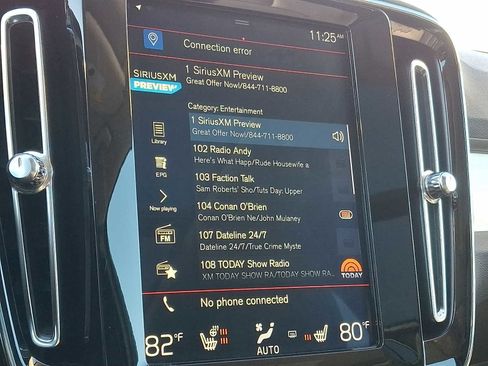 11:25AM
Connection error
SIRIUSXM
PREVIEW
1 SiriusXM Preview
Great Offer Now!/844-711-8800
Category: Entertainment
1 SiriusXM Preview
Great Offer Now!/844-711-8800
Library
102 Radio Andy
Here's What Happ/Rude Housewife a
EPG
103 Faction Talk
Sam Roberts' Sho/Tuts Day: Upper
Now playing
104 Conan O'Brien
Conan O'Brien Ne/John Mulaney
FM
107 Dateline 24/7
Dateline 24/7/True Crime Myste
108 TODAY Show Radio
XM TODAY SHOW RA/TODAY SHOW RA...
TODAY
No phone connected
82°F
AUTO
80°F